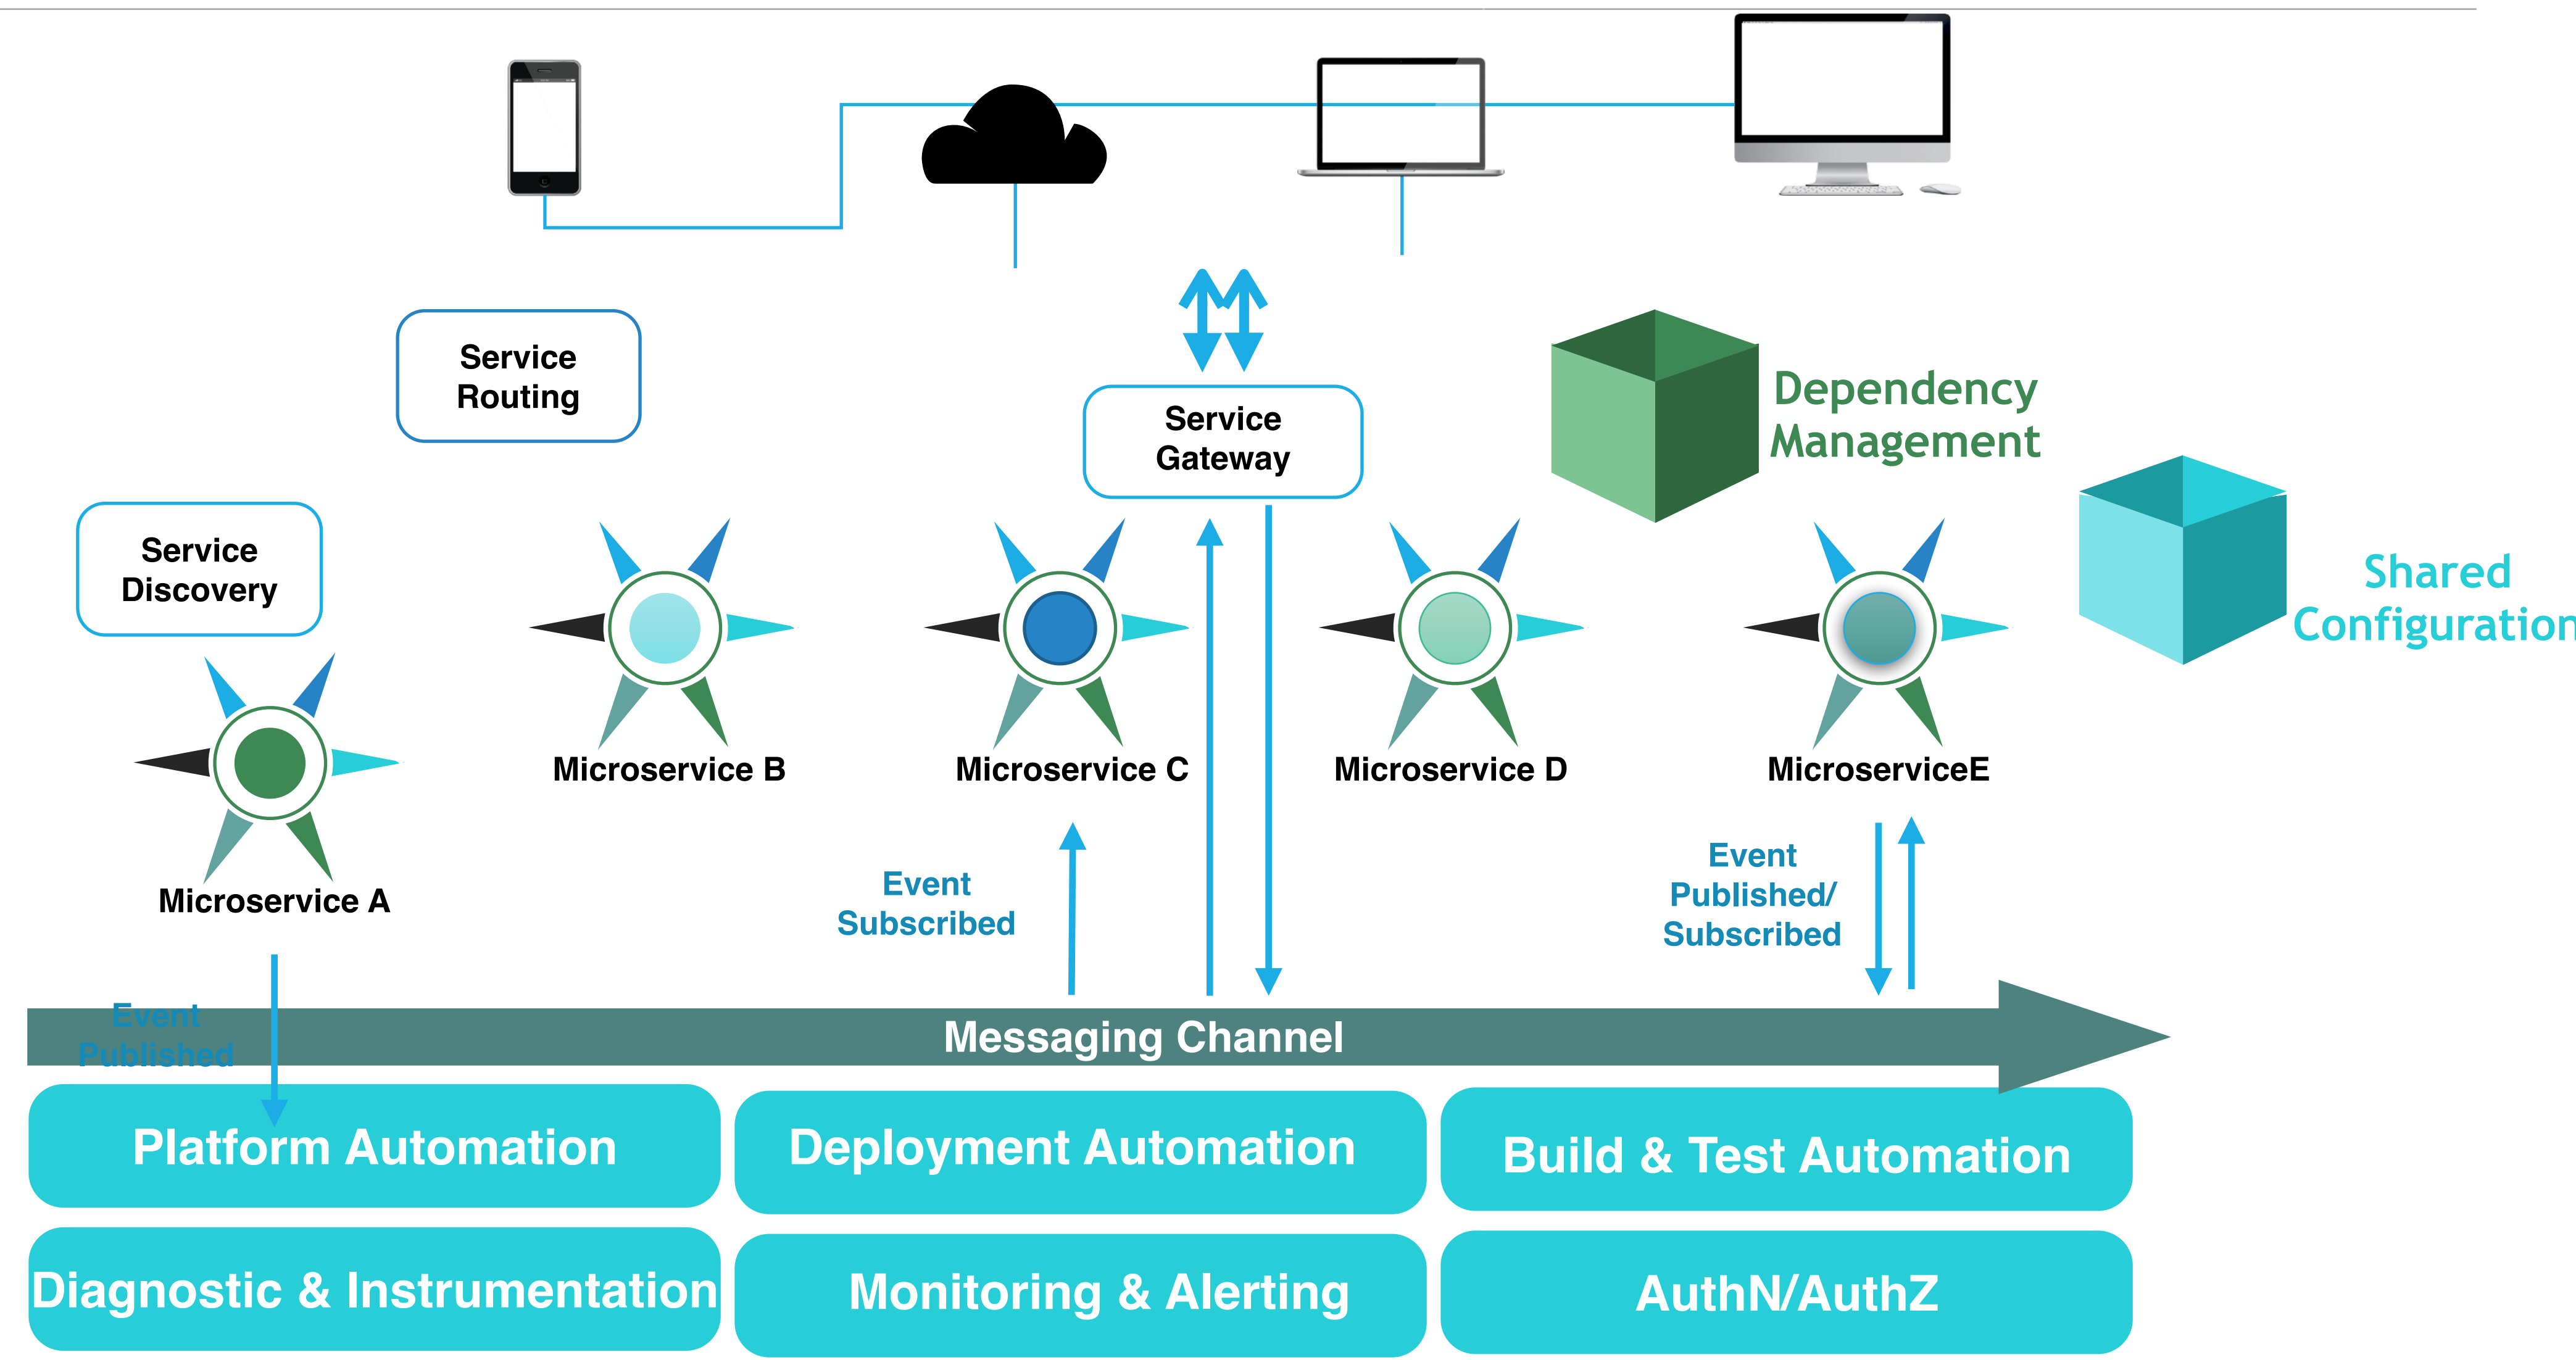 Service
Routing
Service
Gateway
Dependency
Management
Service
Discovery
Shared
Configuration
Microservice B
Microservice C
Microservice D
MicroserviceE
Microservice A
Event
Subscribed
Event
Published/
Subscribed
Event
Published
Messaging Channel
Platform Automation
Deployment Automation
Build & Test Automation
Diagnostic & Instrumentation
Monitoring & Alerting
AuthN/AuthZ